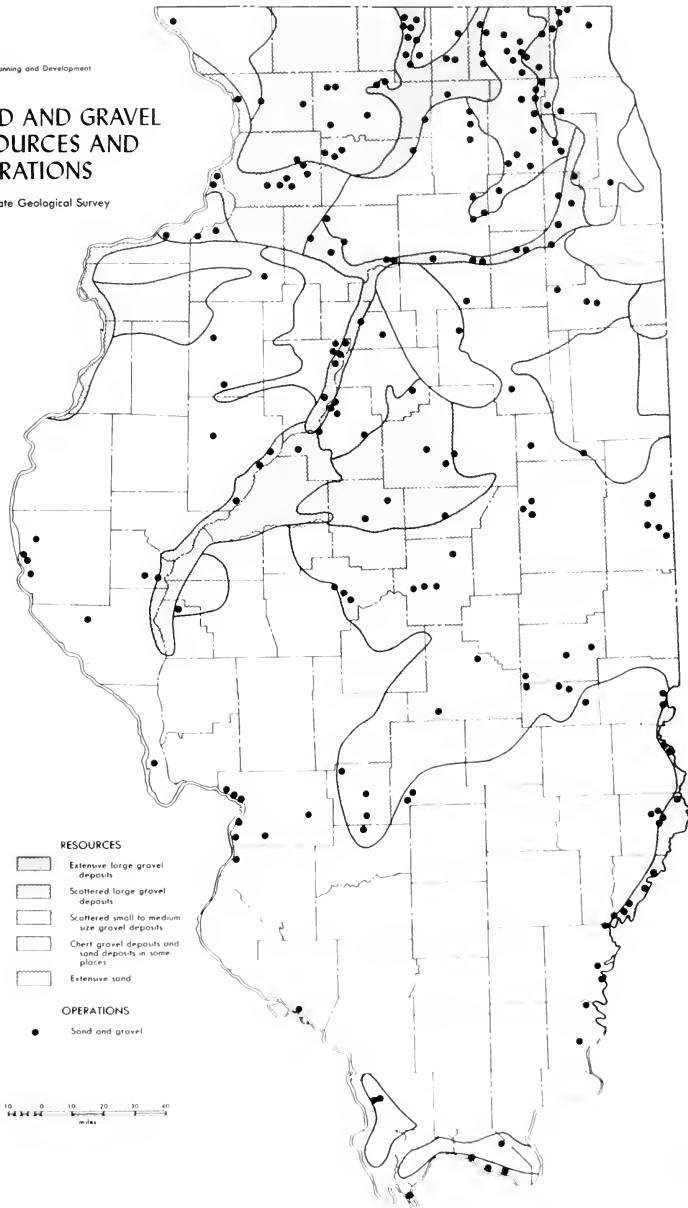 anning and Development
D AND GRAVEL
OURCES AND
RATIONS
ate Geological Survey
RESOURCES
Extensive large gravel
deposits
Scattered large gravel
deposits
Scattered small to medium
size gravel deposits
Chert gravel deposits and
sand deposits in some
places
Extensive sand
OPERATIONS
Sand and gravel
10 0 10 20 30 40
miles